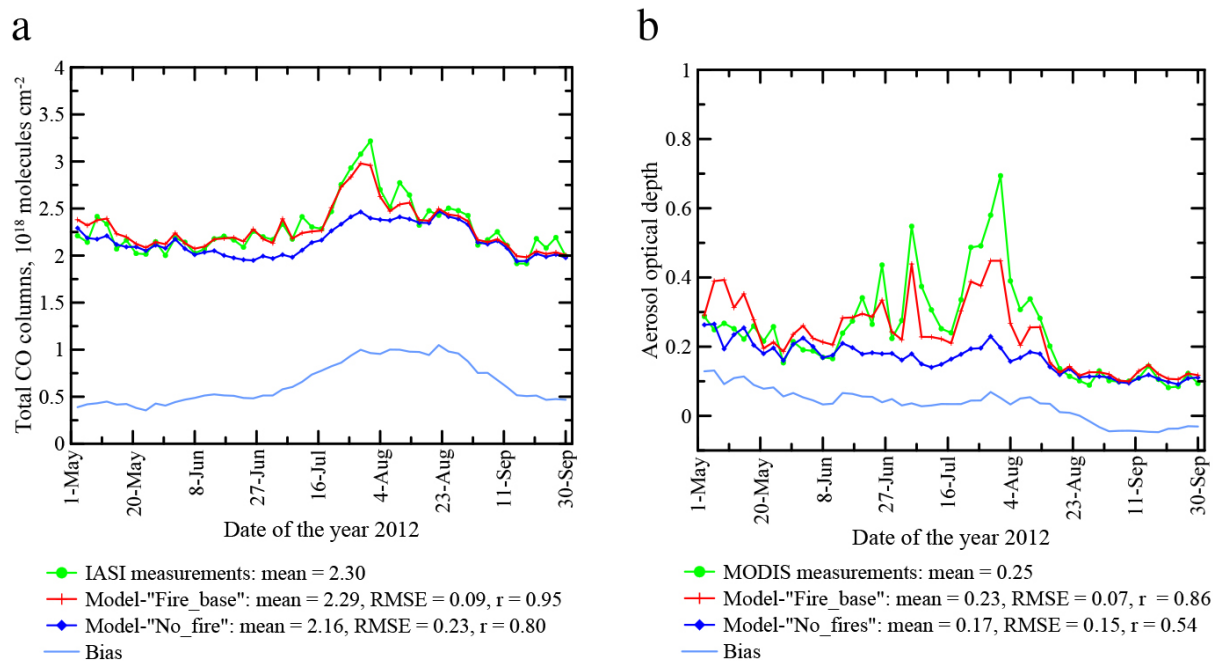 a
Total CO columns, 10¹⁸ molecules cm⁻²
4
3.5
3
2.5
2
1.5
1
0.5
0
1-May
20-May
8-Jun
27-Jun
16-Jul
4-Aug
23-Aug
11-Sep
30-Sep
Date of the year 2012
IASI measurements: mean = 2.30
Model-"Fire_base": mean = 2.29, RMSE = 0.09, r = 0.95
Model-"No_fire": mean = 2.16, RMSE = 0.23, r = 0.80
Bias
b
Aerosol optical depth
1
0.8
0.6
0.4
0.2
0
1-May
20-May
8-Jun
27-Jun
16-Jul
4-Aug
23-Aug
11-Sep
30-Sep
Date of the year 2012
MODIS measurements: mean = 0.25
Model-"Fire_base": mean = 0.23, RMSE = 0.07, r = 0.86
Model-"No_fires": mean = 0.17, RMSE = 0.15, r = 0.54
Bias